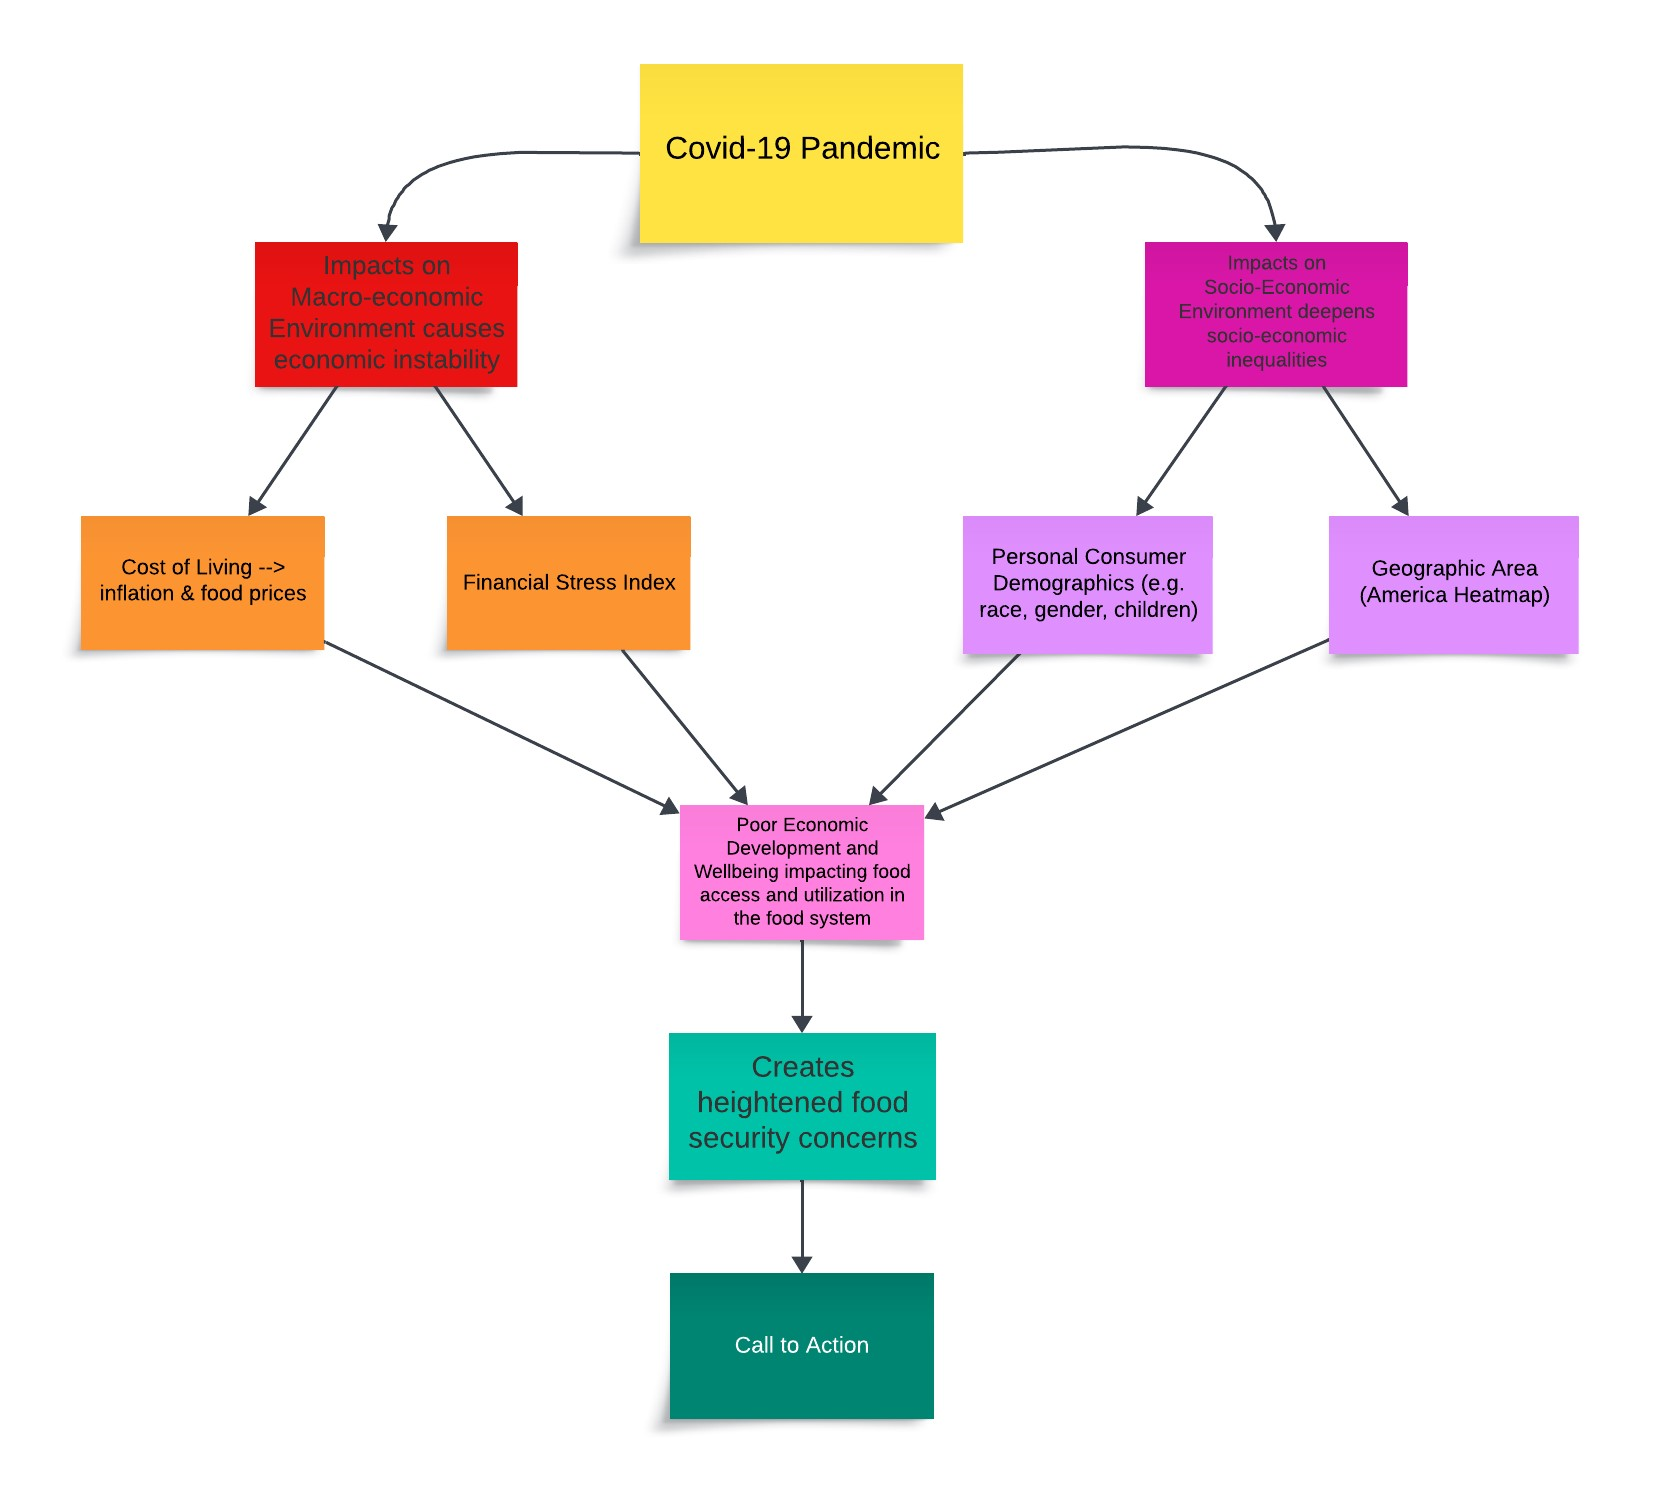 Covid-19 Pandemic
Impacts on
Macro-economic
Environment causes
economic instability
Impacts on
Socio-Economic
Environment deepens
socio-economic
inequalities
Cost of Living -->
inflation & food prices
Financial Stress Index
Personal Consumer
Demographics (e.g.
race, gender, children)
Geographic Area
(America Heatmap)
Poor Economic
Development and
Wellbeing impacting food
access and utilization in
the food system
Creates
heightened food
security concerns
Call to Action